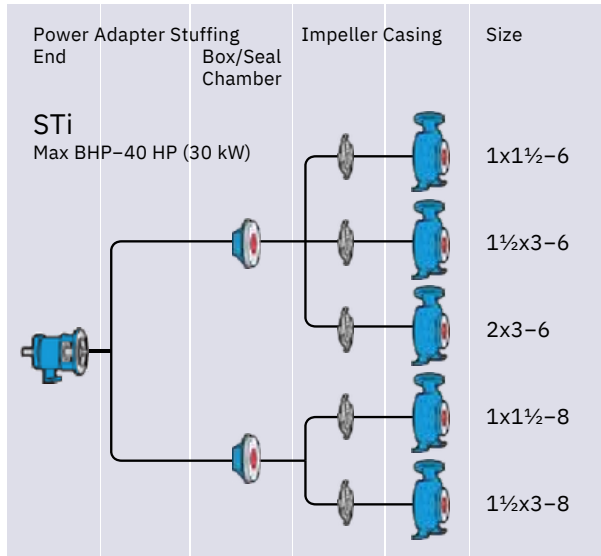 Power Adapter Stuffing Impeller Casing Size
End Box/Seal
Chamber
STi
Max BHP–40 HP (30 kW)
1x1½–6
1½x3–6
2x3–6
1x1½–8
1½x3–8